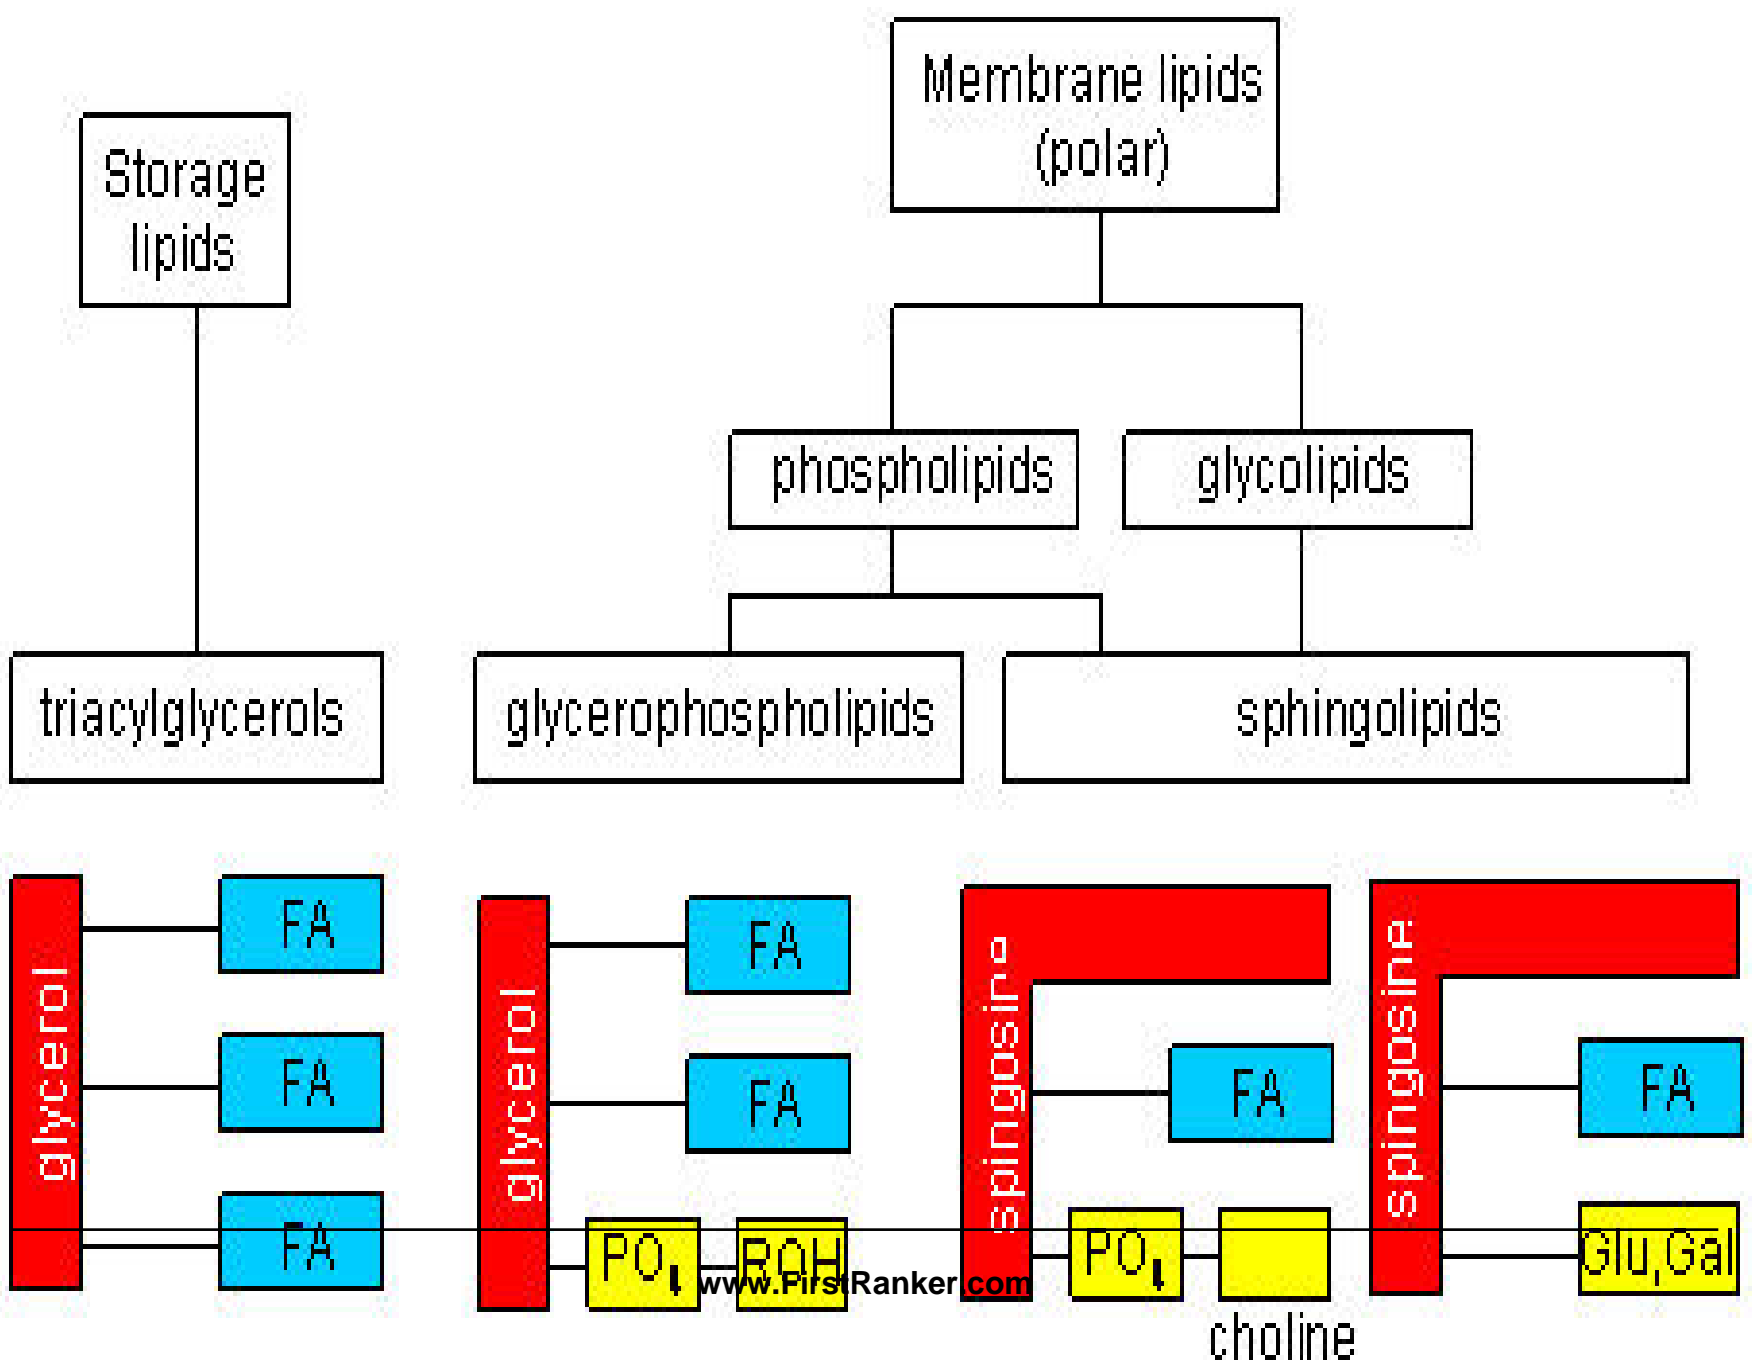 Membrane lipids
(polar)
Storage
lipids
phospholipids
glycolipids
triacylglycerols
glycerophospholipids
sphingolipids
glycerol
FA
FA
FA
glycerol
FA
FA
PO4
ROH
spingosine
FA
PO4
choline
spingosine
FA
Glu,Gal
www.FirstRanker.com